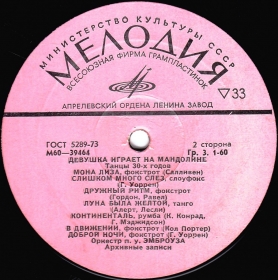 МИНИСТЕРСТВО КУЛЬТУРЫ СССР
МЕЛОДИЯ
ВСЕСОЮЗНАЯ ФИРМА ГРАМПЛАСТИНОК
▽33
АПРЕЛЕВСКИЙ ОРДЕНА ЛЕНИНА ЗАВОД
ГОСТ 5289-73
2 сторона
М60—39464
Гр. 3. 1-60
ДЕВУШКА ИГРАЕТ НА МАНДОЛИНЕ
Танцы 30-х годов
МОНА ЛИЗА, фокстрот (Салливен)
СЛИШКОМ МНОГО СЛЕЗ, слоуфокс
(Г. Уоррен)
ДРУЖНЫЙ РИТМ, фокстрот
(Гордон, Равел)
ЛУНА БЫЛА ЖЕЛТОЙ, танго
(Алерт, Лесли)
КОНТИНЕНТАЛЬ, румба (К. Конрад,
Г. Мэджидсон)
В ДВИЖЕНИИ, фокстрот (Кол Портер)
ДОБРОЙ НОЧИ, фокстрот (Г. Уоррен)
Оркестр п. у. ЭМБРОУЗА
Архивные записи